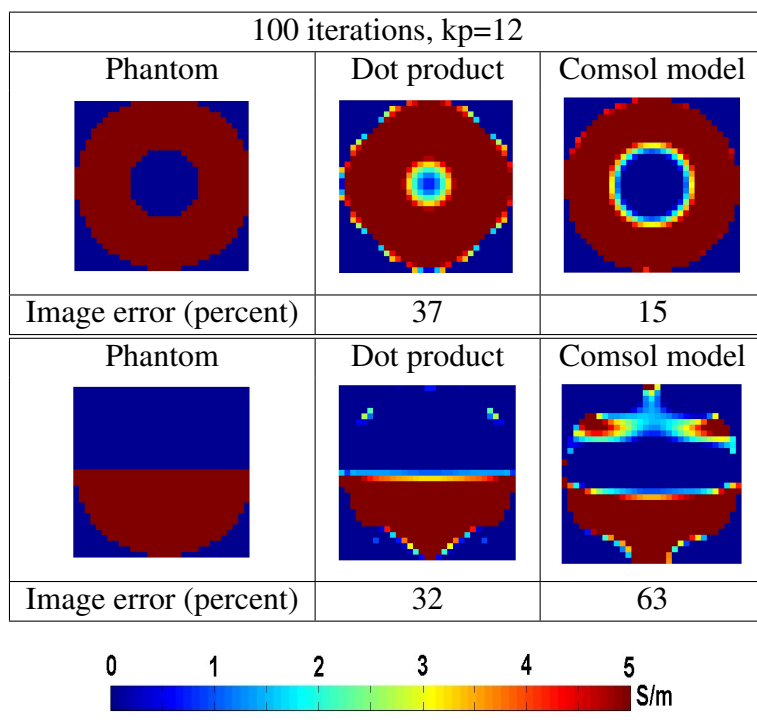 100 iterations, kp=12
Phantom Dot product Comsol model
Image error (percent) 37 15
Phantom Dot product Comsol model
Image error (percent) 32 63
0 1 2 3 4 5
S/m